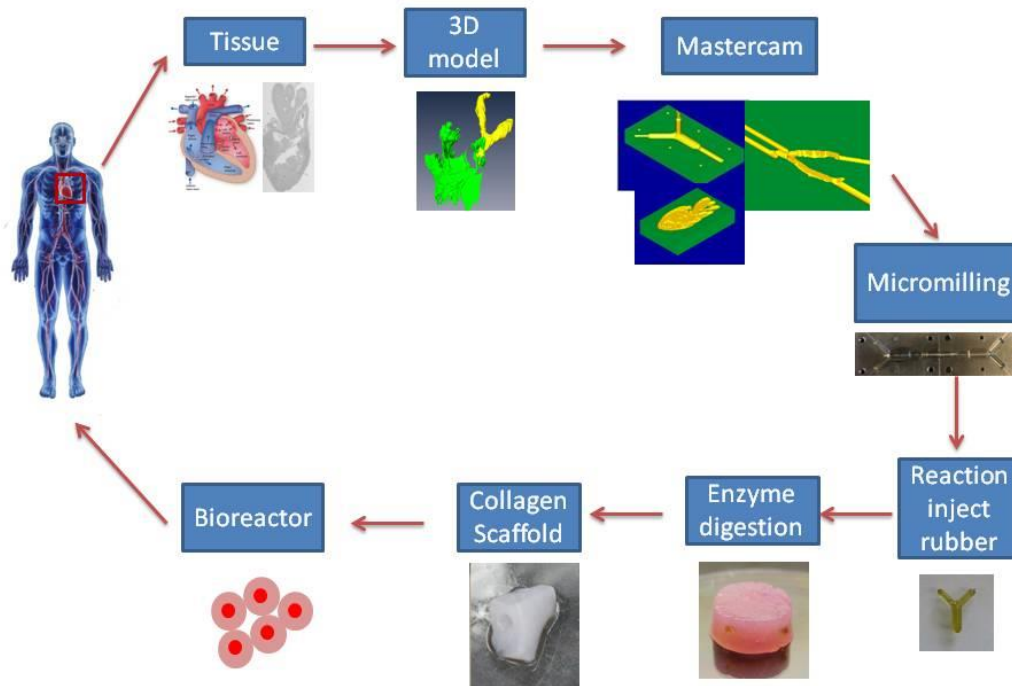 Tissue
3D
model
Mastercam
Micromilling
Reaction
inject
rubber
Enzyme
digestion
Collagen
Scaffold
Bioreactor